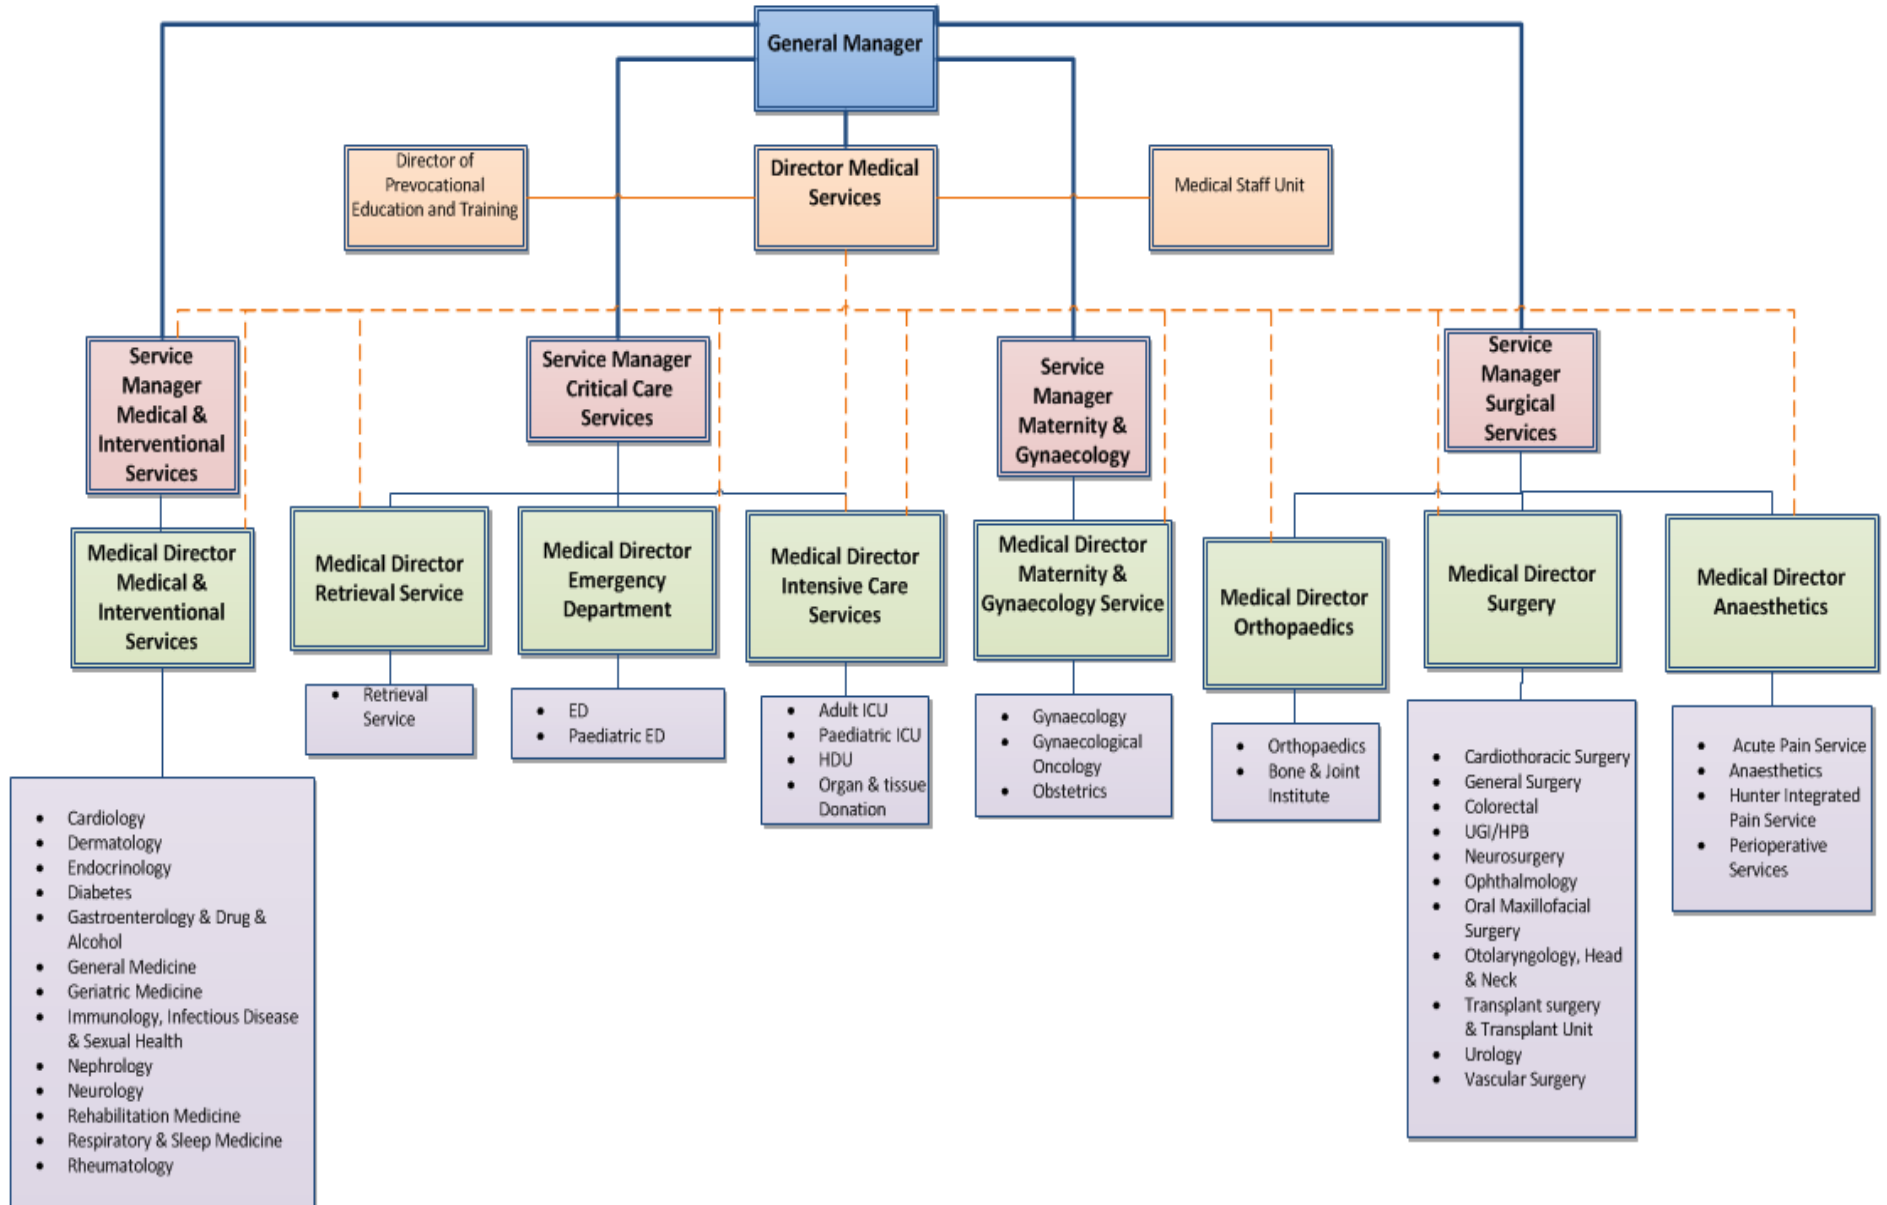 General Manager
Director of
Prevocational
Education and Training
Director Medical
Services
Medical Staff Unit
Service
Manager
Medical &
Interventional
Services
Service Manager
Critical Care
Services
Service
Manager
Maternity &
Gynaecology
Service
Manager
Surgical
Services
Medical Director
Medical &
Interventional
Services
Medical Director
Retrieval Service
Medical Director
Emergency
Department
Medical Director
Intensive Care
Services
Medical Director
Maternity &
Gynaecology Service
Medical Director
Orthopaedics
Medical Director
Surgery
Medical Director
Anaesthetics
• Cardiology
• Dermatology
• Endocrinology
• Diabetes
• Gastroenterology & Drug &
Alcohol
• General Medicine
• Geriatric Medicine
• Immunology, Infectious Disease
& Sexual Health
• Nephrology
• Neurology
• Rehabilitation Medicine
• Respiratory & Sleep Medicine
• Rheumatology
• Retrieval
Service
• ED
• Paediatric ED
• Adult ICU
• Paediatric ICU
• HDU
• Organ & tissue
Donation
• Gynaecology
• Gynaecological
Oncology
• Obstetrics
• Orthopaedics
• Bone & Joint
Institute
• Cardiothoracic Surgery
• General Surgery
• Colorectal
• UGI/HPB
• Neurosurgery
• Ophthalmology
• Oral Maxillofacial
Surgery
• Otolaryngology, Head
& Neck
• Transplant surgery
& Transplant Unit
• Urology
• Vascular Surgery
• Acute Pain Service
• Anaesthetics
• Hunter Integrated
Pain Service
• Perioperative
Services